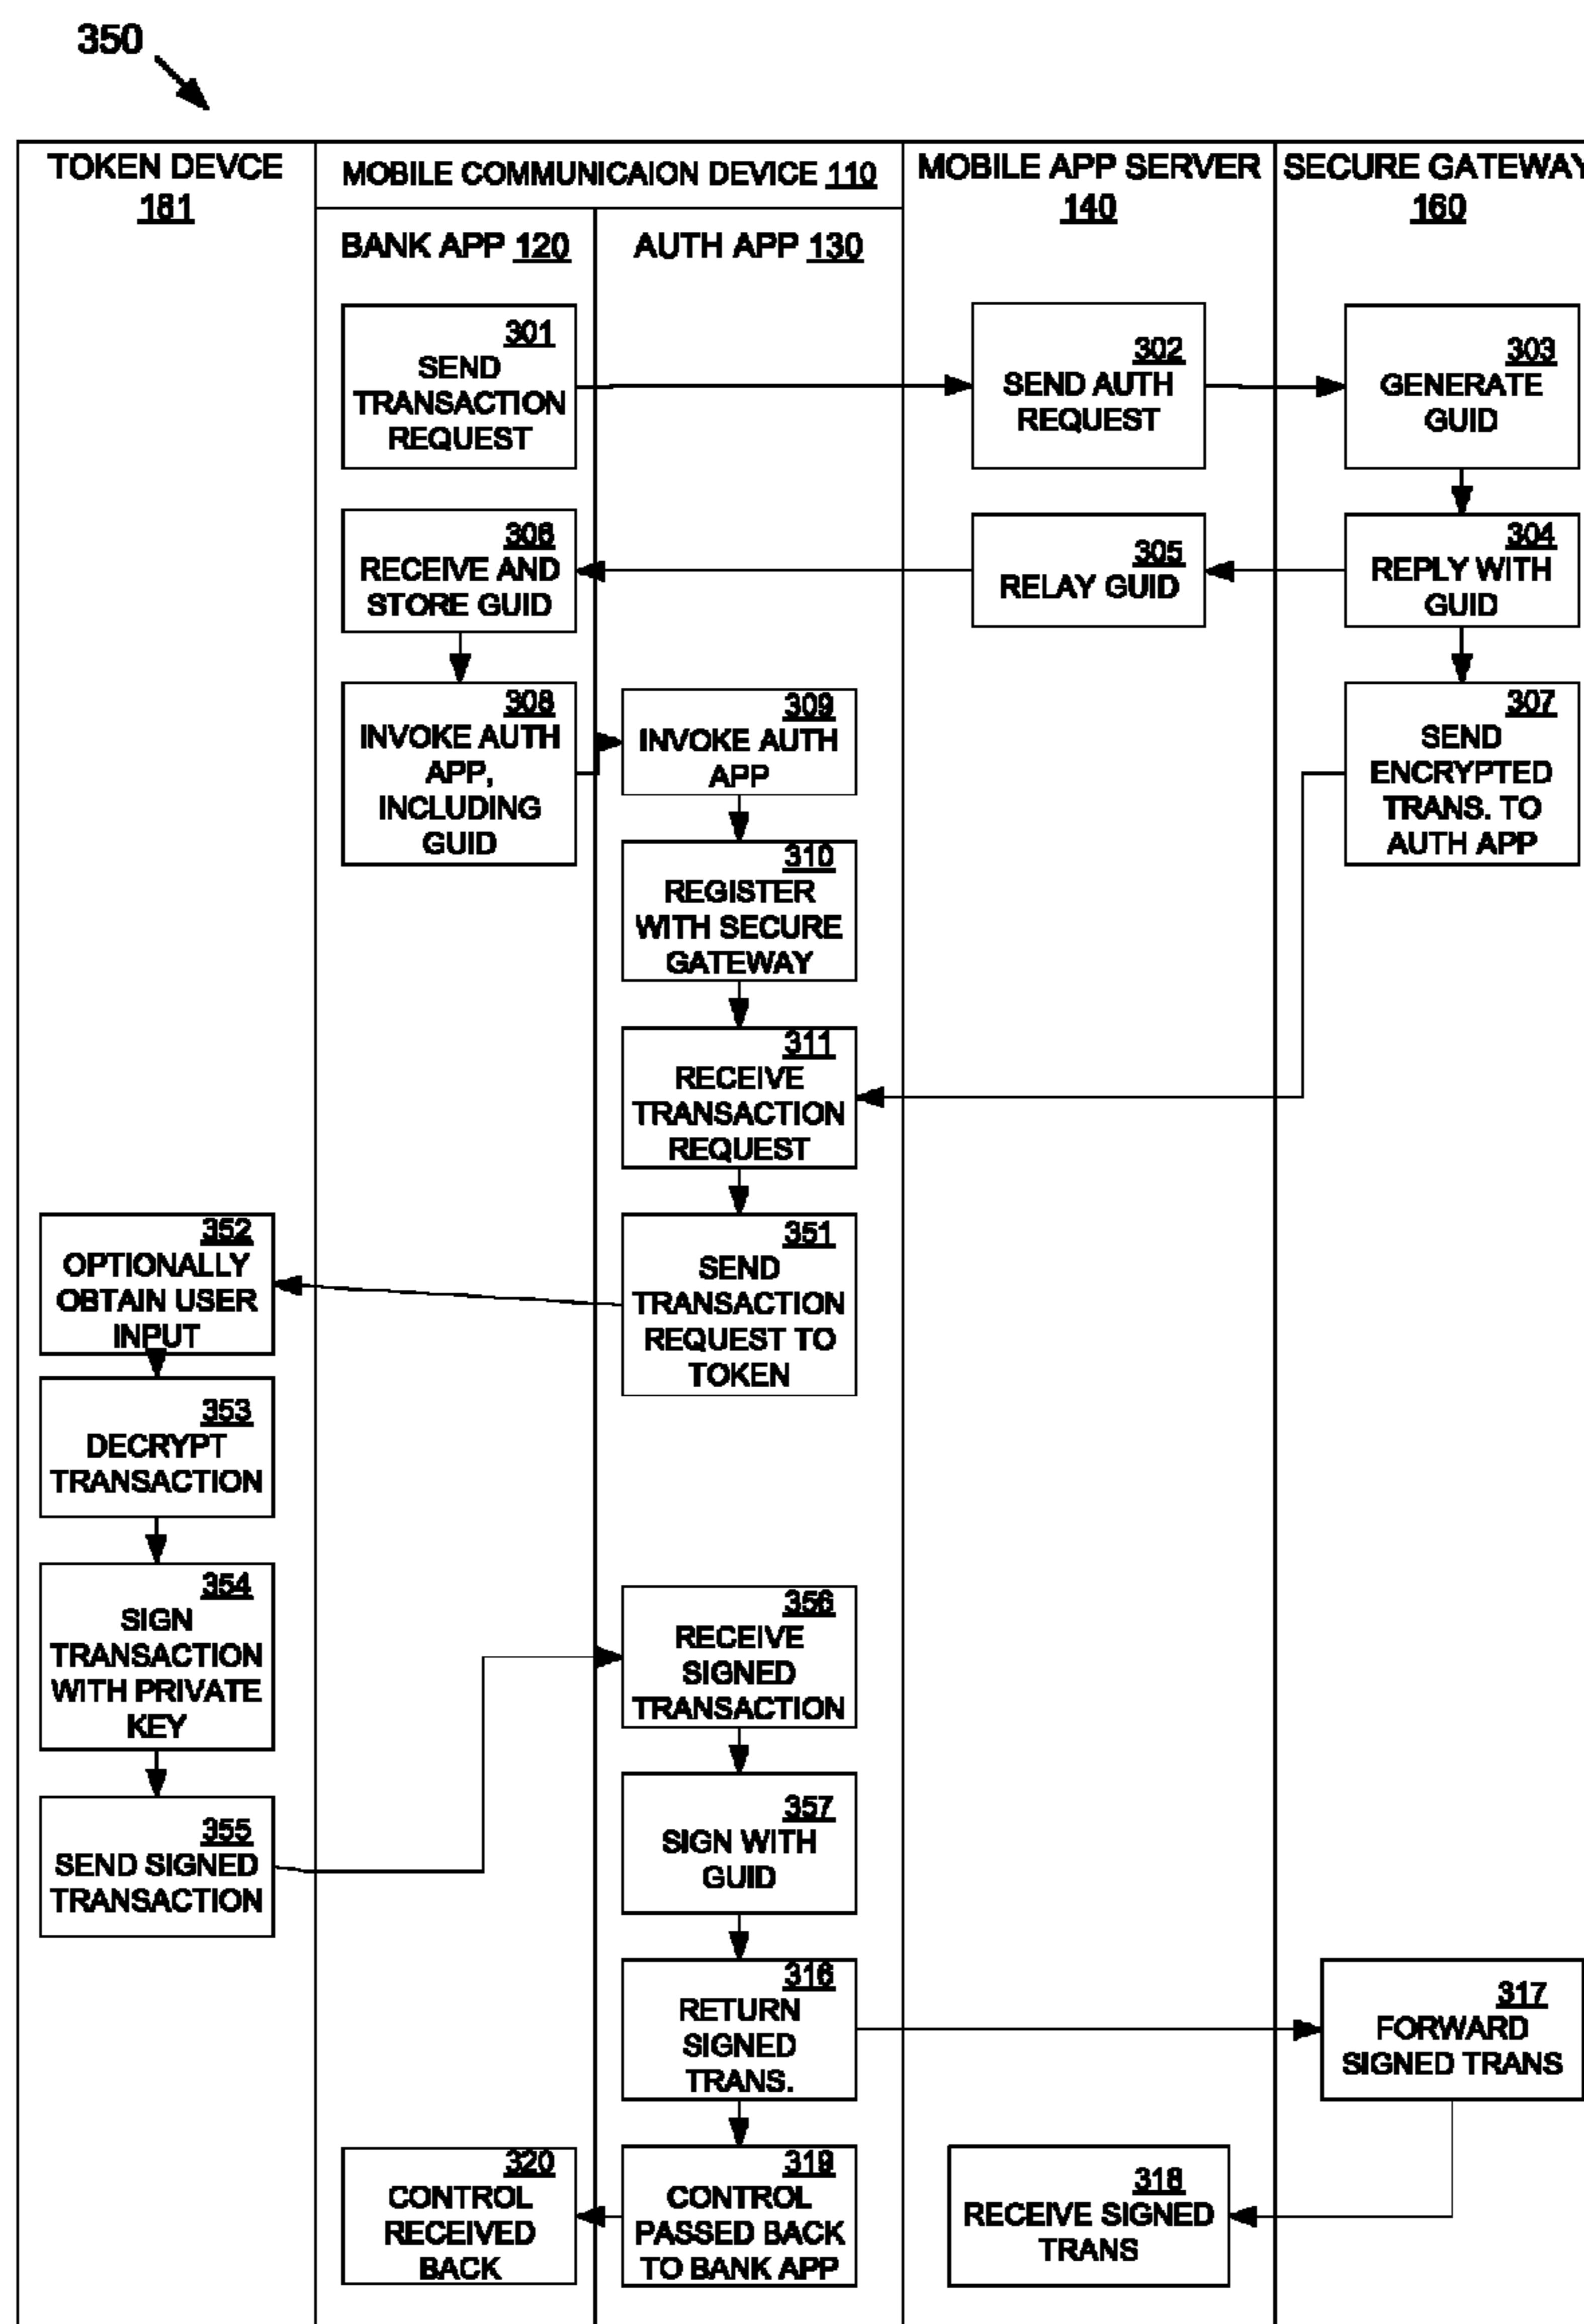 350
TOKEN DEVCE
181
MOBILE COMMUNICAION DEVICE 110
MOBILE APP SERVER
140
SECURE GATEWAY
160
BANK APP 120
AUTH APP 130
301
SEND
TRANSACTION
REQUEST
302
SEND AUTH
REQUEST
303
GENERATE
GUID
306
RECEIVE AND
STORE GUID
305
RELAY GUID
304
REPLY WITH
GUID
308
INVOKE AUTH
APP,
INCLUDING
GUID
309
INVOKE AUTH
APP
307
SEND
ENCRYPTED
TRANS. TO
AUTH APP
310
REGISTER
WITH SECURE
GATEWAY
311
RECEIVE
TRANSACTION
REQUEST
352
OPTIONALLY
OBTAIN USER
INPUT
351
SEND
TRANSACTION
REQUEST TO
TOKEN
353
DECRYPT
TRANSACTION
354
SIGN
TRANSACTION
WITH PRIVATE
KEY
356
RECEIVE
SIGNED
TRANSACTION
355
SEND SIGNED
TRANSACTION
357
SIGN WITH
GUID
316
RETURN
SIGNED
TRANS.
317
FORWARD
SIGNED TRANS
320
CONTROL
RECEIVED
BACK
319
CONTROL
PASSED BACK
TO BANK APP
318
RECEIVE SIGNED
TRANS